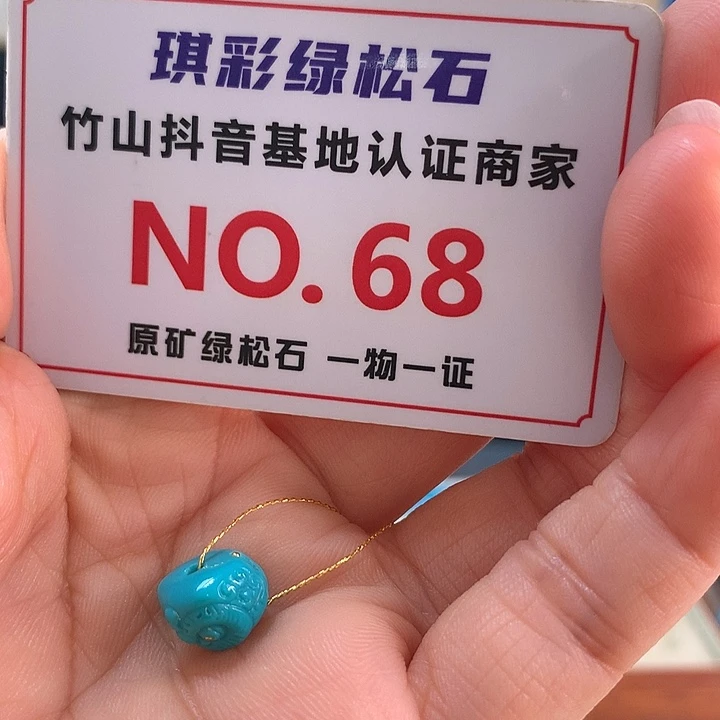 琪彩绿松石
竹山抖音基地认证商家
NO.68
原矿绿松石 一物一证